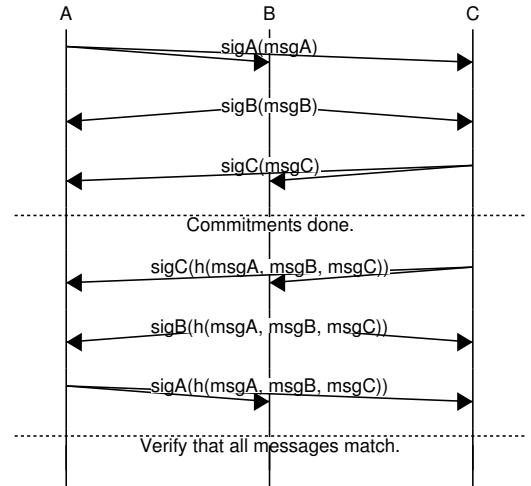 A B C
sigA(msgA)
sigB(msgB)
sigC(msgC)
Commitments done.
sigC(h(msgA, msgB, msgC))
sigB(h(msgA, msgB, msgC))
sigA(h(msgA, msgB, msgC))
Verify that all messages match.